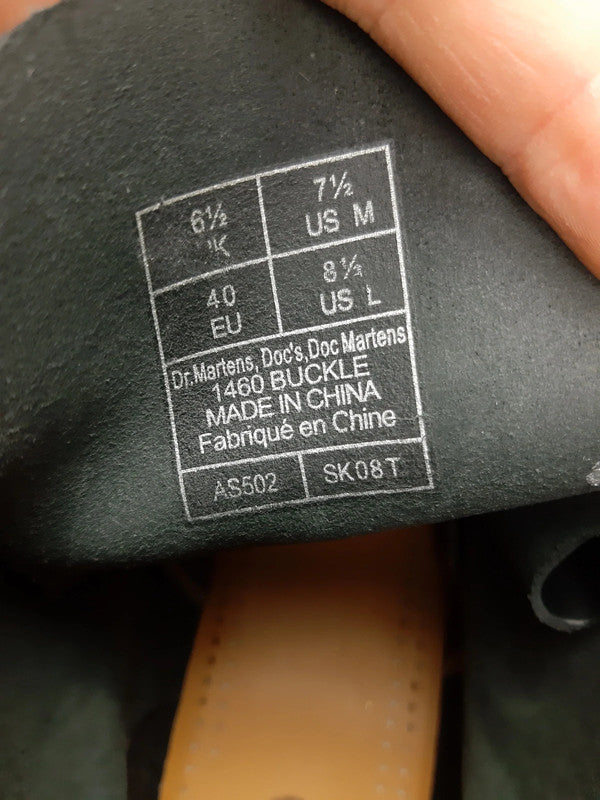 6½
UK
7½
US M
40
EU
8½
US L
Dr.Martens, Doc's, Doc Martens
1460 BUCKLE
MADE IN CHINA
Fabriqué en Chine
AS502
SK08T